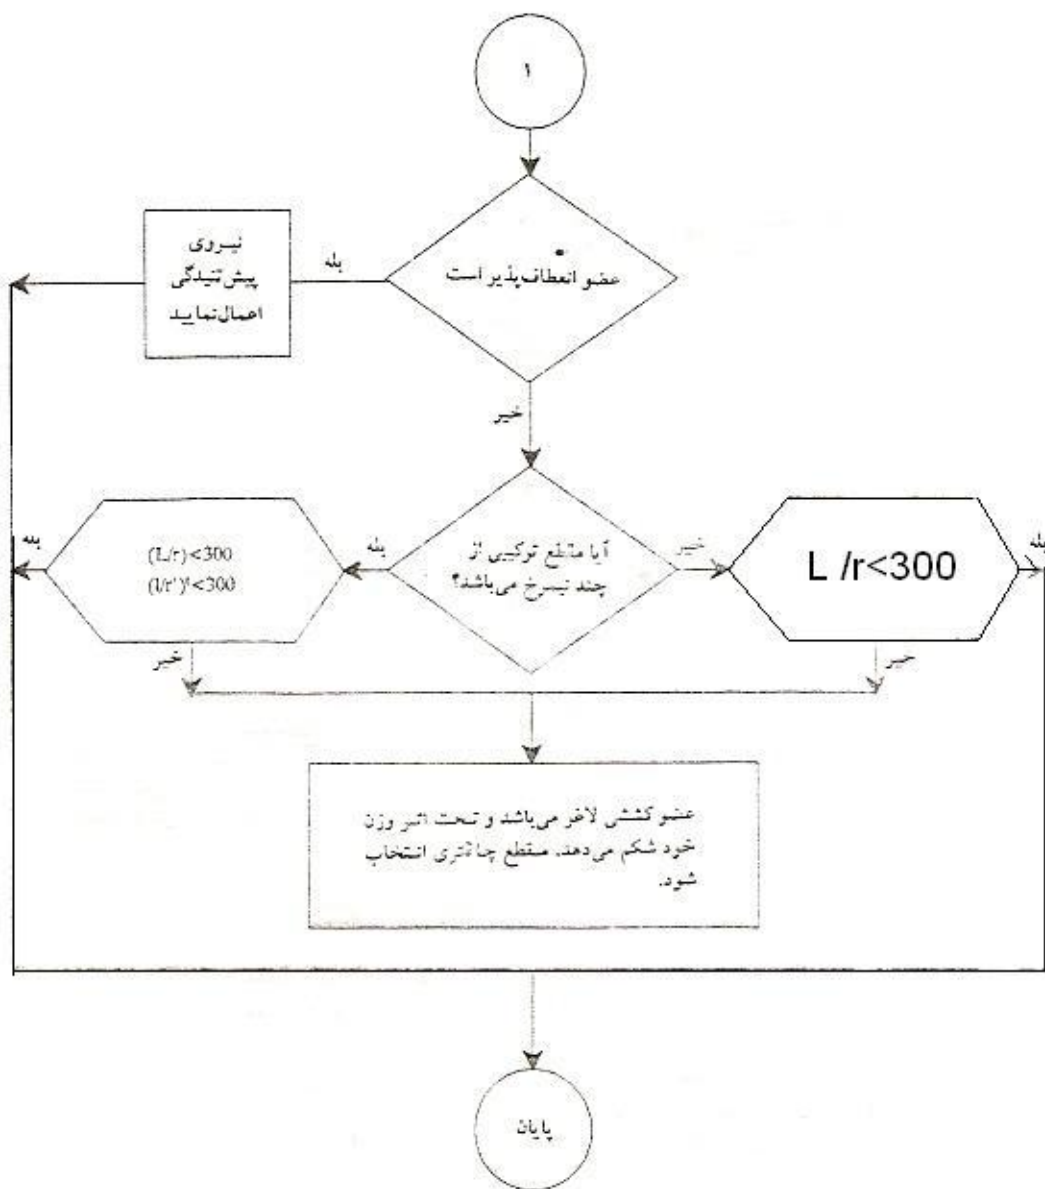 ۱
عضو انعطاف‌پذیر است
بله
نیروی
پیش‌تنیدگی
اعمال نمایید
خیر
آیا مقطع ترکیبی از
چند نیمرخ می‌باشد؟
خیر
L /r<300
بله
خیر
بله
(L/r)<300
<300
بله
خیر
عضو کششی لاغر می‌باشد و تحت اثر وزن
خود شکم می‌دهد. مقطع چاقتری انتخاب
شود.
پایان